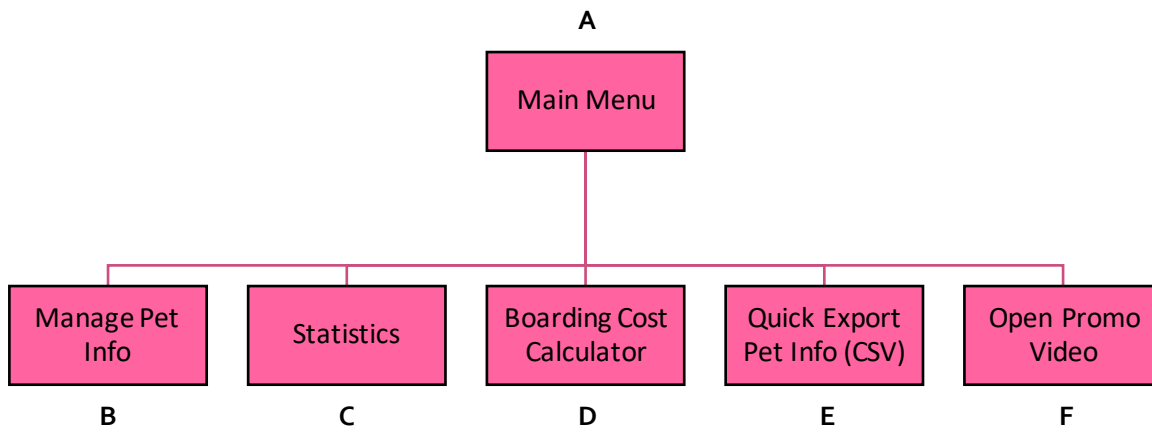 A
Main Menu
Manage Pet
Info
Statistics
Boarding Cost
Calculator
Quick Export
Pet Info (CSV)
Open Promo
Video
B
C
D
E
F